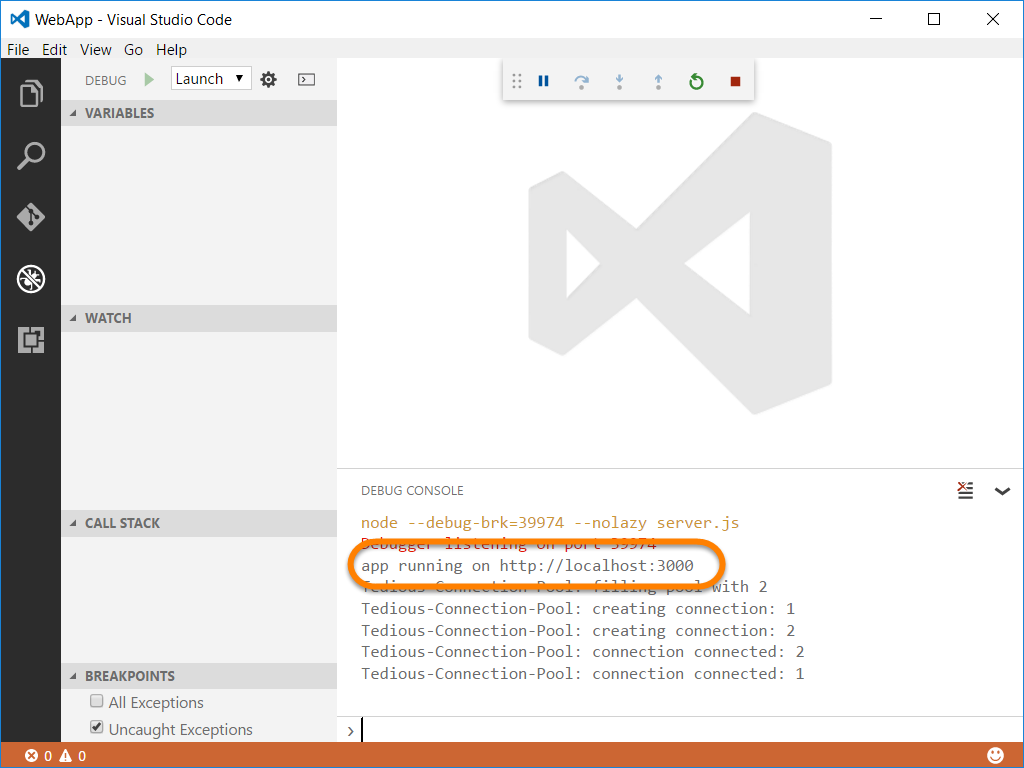 WebApp - Visual Studio Code
File Edit View Go Help
DEBUG Launch
VARIABLES
WATCH
CALL STACK
BREAKPOINTS
All Exceptions
Uncaught Exceptions
DEBUG CONSOLE
node --debug-brk=39974 --nolazy server.js
Debugger listening on port 39974
app running on http://localhost:3000
Tedious-Connection-Pool: filling pool with 2
Tedious-Connection-Pool: creating connection: 1
Tedious-Connection-Pool: creating connection: 2
Tedious-Connection-Pool: connection connected: 2
Tedious-Connection-Pool: connection connected: 1
0 0